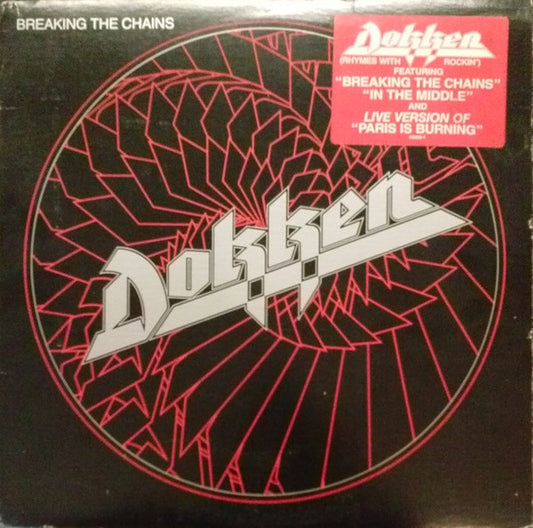 BREAKING THE CHAINS
Dokken
(RHYMES WITH ROCKIN')
FEATURING
"BREAKING THE CHAINS"
"IN THE MIDDLE"
AND
LIVE VERSION OF
"PARIS IS BURNING"
Dokken